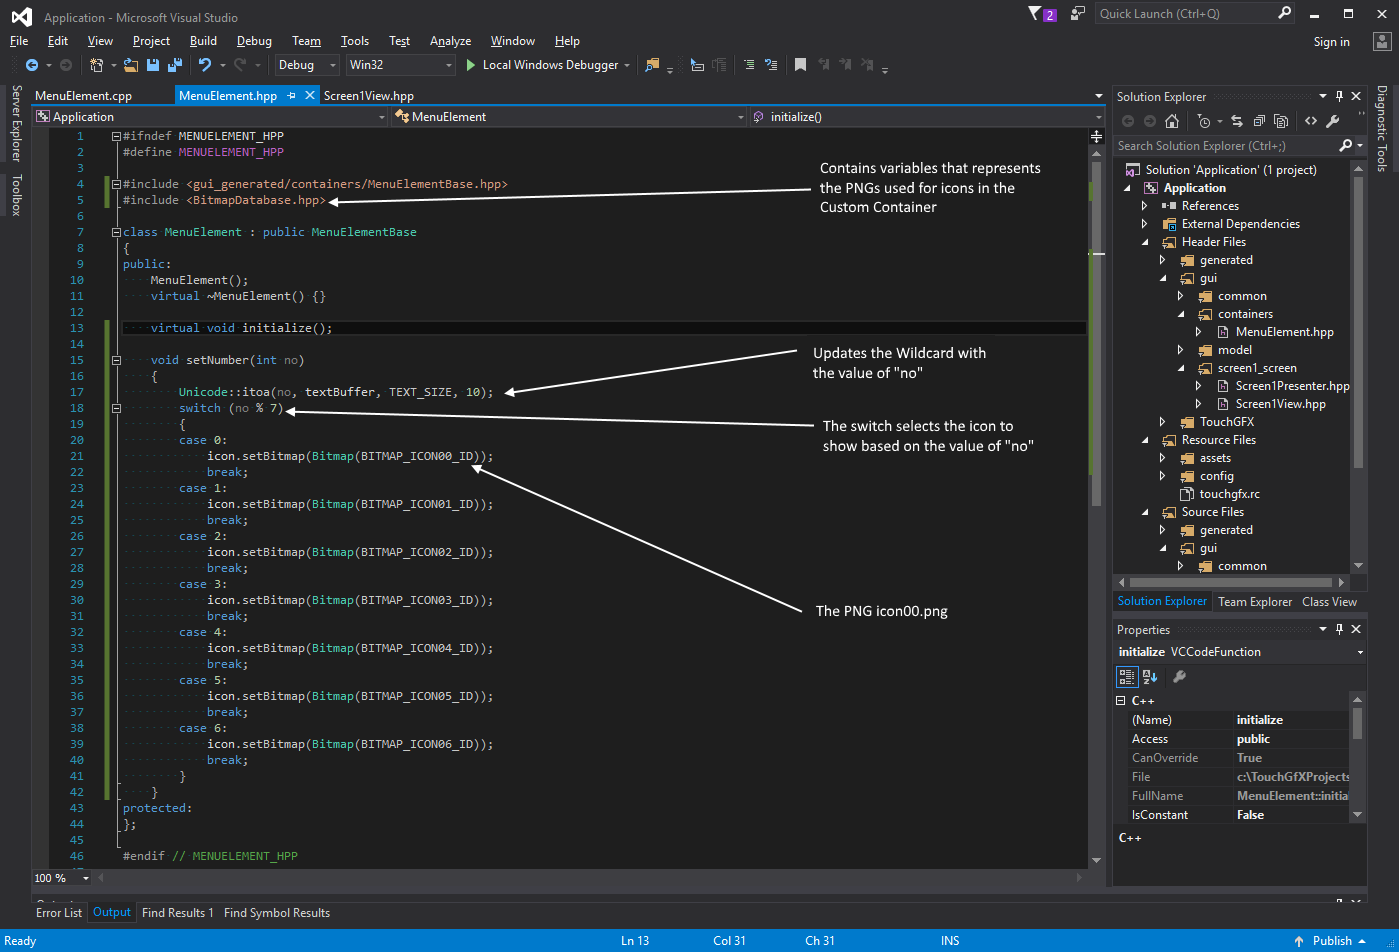 Application - Microsoft Visual Studio
2
Quick Launch (Ctrl+Q)
File Edit View Project Build Debug Team Tools Test Analyze Window Help
Sign in
Debug Win32 Local Windows Debugger
Server Explorer
Toolbox
MenuElement.cpp MenuElement.hpp Screen1View.hpp
Application MenuElement initialize()
1 #ifndef MENUELEMENT_HPP
2 #define MENUELEMENT_HPP
3
4 #include <gui_generated/containers/MenuElementBase.hpp>
5 #include <BitmapDatabase.hpp>
6
7 class MenuElement : public MenuElementBase
8 {
9 public:
10 MenuElement();
11 virtual ~MenuElement() {}
12
13 virtual void initialize();
14
15 void setNumber(int no)
16 {
17 Unicode::itoa(no, textBuffer, TEXT_SIZE, 10);
18 switch (no % 7)
19 {
20 case 0:
21 icon.setBitmap(Bitmap(BITMAP_ICON00_ID));
22 break;
23 case 1:
24 icon.setBitmap(Bitmap(BITMAP_ICON01_ID));
25 break;
26 case 2:
27 icon.setBitmap(Bitmap(BITMAP_ICON02_ID));
28 break;
29 case 3:
30 icon.setBitmap(Bitmap(BITMAP_ICON03_ID));
31 break;
32 case 4:
33 icon.setBitmap(Bitmap(BITMAP_ICON04_ID));
34 break;
35 case 5:
36 icon.setBitmap(Bitmap(BITMAP_ICON05_ID));
37 break;
38 case 6:
39 icon.setBitmap(Bitmap(BITMAP_ICON06_ID));
40 break;
41 }
42 }
43 protected:
44 };
45
46 #endif // MENUELEMENT_HPP
Contains variables that represents
the PNGs used for icons in the
Custom Container
Updates the Wildcard with
the value of "no"
The switch selects the icon to
show based on the value of "no"
The PNG icon00.png
100 %
Solution Explorer
Search Solution Explorer (Ctrl+;)
Solution 'Application' (1 project)
Application
References
External Dependencies
Header Files
generated
gui
common
containers
MenuElement.hpp
model
screen1_screen
Screen1Presenter.hpp
Screen1View.hpp
TouchGFX
Resource Files
assets
config
touchgfx.rc
Source Files
generated
gui
common
Solution Explorer Team Explorer Class View
Properties
initialize VCCodeFunction
C++
(Name) initialize
Access public
CanOverride True
File c:\TouchGfXProjects
FullName MenuElement::initia
IsConstant False
C++
Diagnostic Tools
Error List Output Find Results 1 Find Symbol Results
Ready Ln 13 Col 31 Ch 31 INS Publish